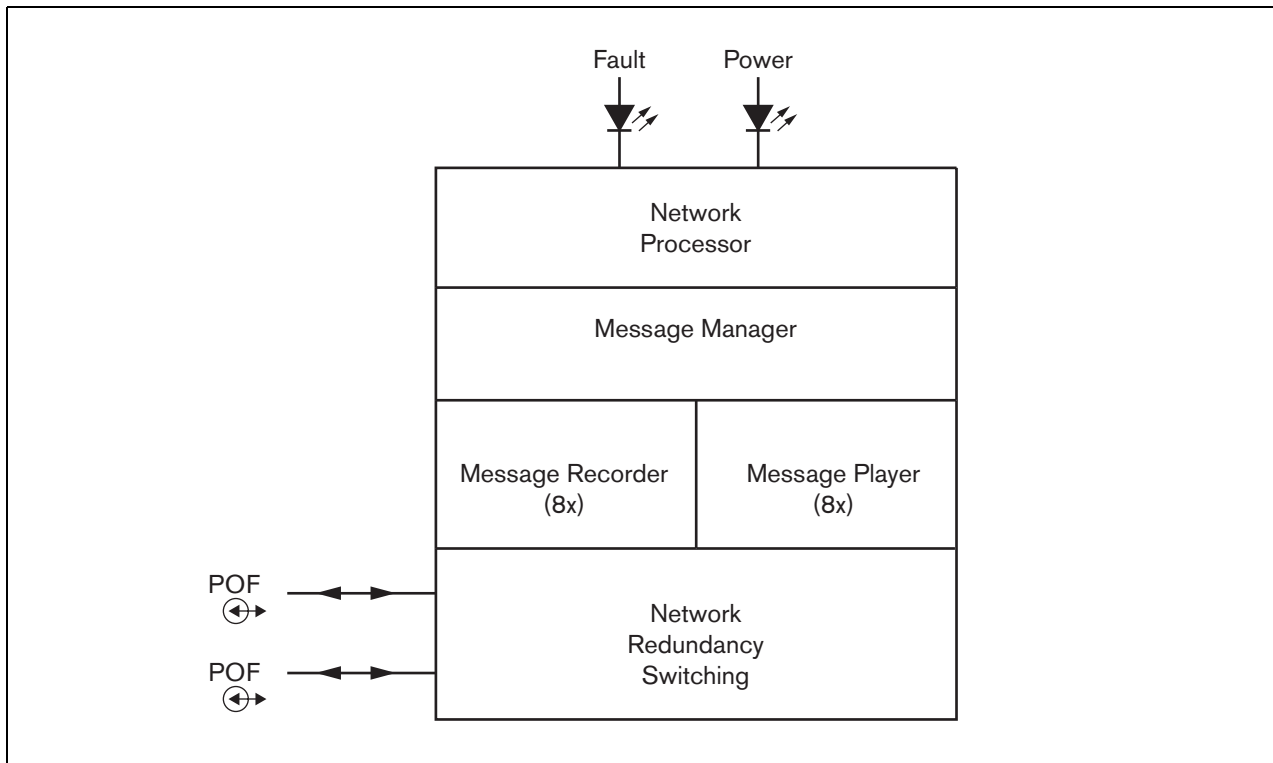 Fault
Power
Network
Processor
Message Manager
Message Recorder
(8x)
Message Player
(8x)
POF
POF
Network
Redundancy
Switching